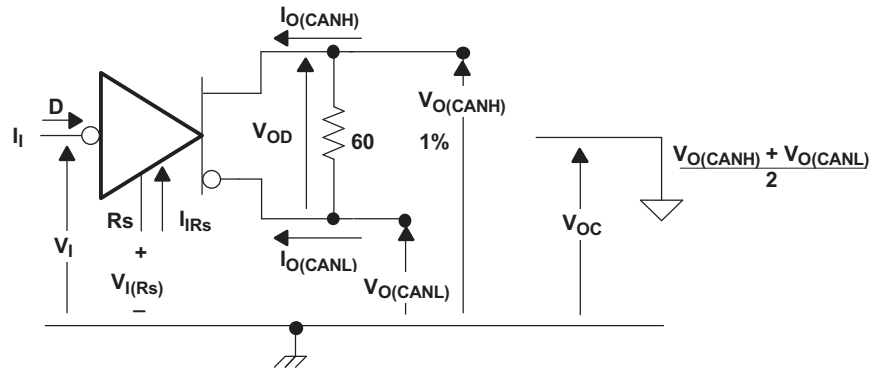 I_O(CANH)
D
I_I
V_OD
60
1%
V_O(CANH)
Rs
I_IRs
V_I
+
V_I(Rs)
–
I_O(CANL)
V_O(CANL)
V_OC
V_O(CANH) + V_O(CANL)
2